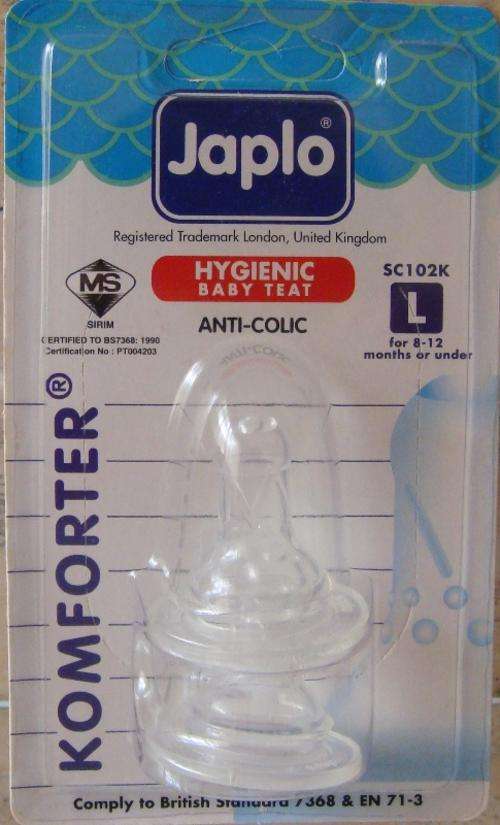 Japlo®
Registered Trademark London, United Kingdom
HYGIENIC
BABY TEAT
ANTI-COLIC
MS
SIRIM
CERTIFIED TO BS7368: 1990
Certification No : PT004203
SC102K
L
for 8-12
months or under
KOMFORTER®
Comply to British Standard 7368 & EN 71-3